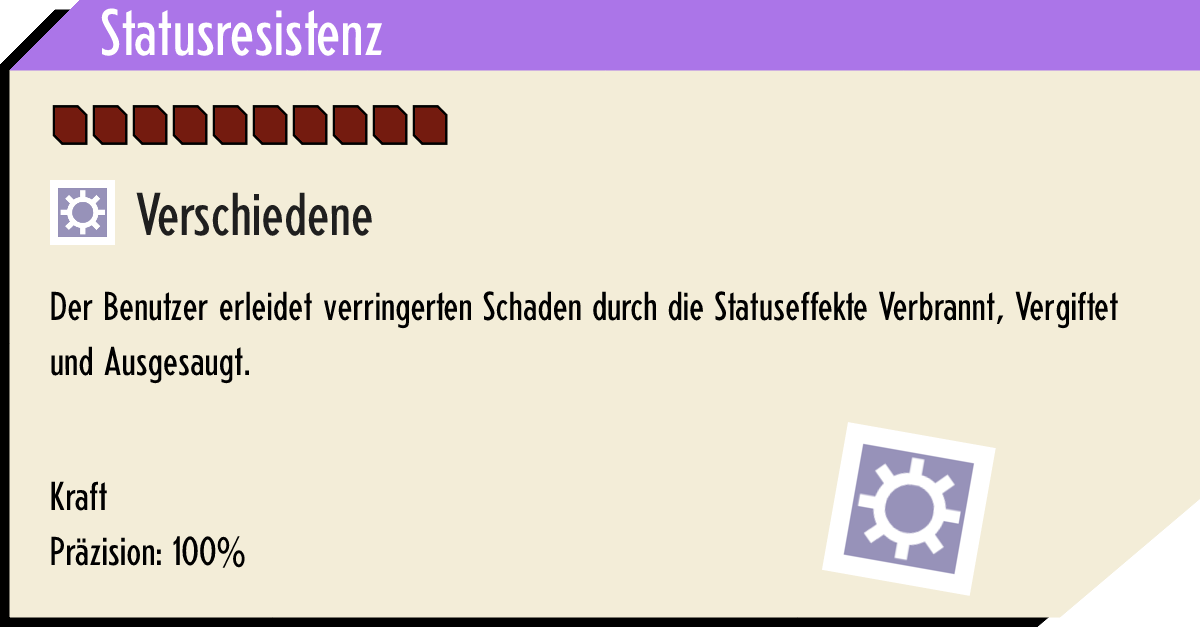 Statusresistenz
Verschiedene
Der Benutzer erleidet verringerten Schaden durch die Statuseffekte Verbrannt, Vergiftet
und Ausgesaugt.
Kraft
Präzision: 100%